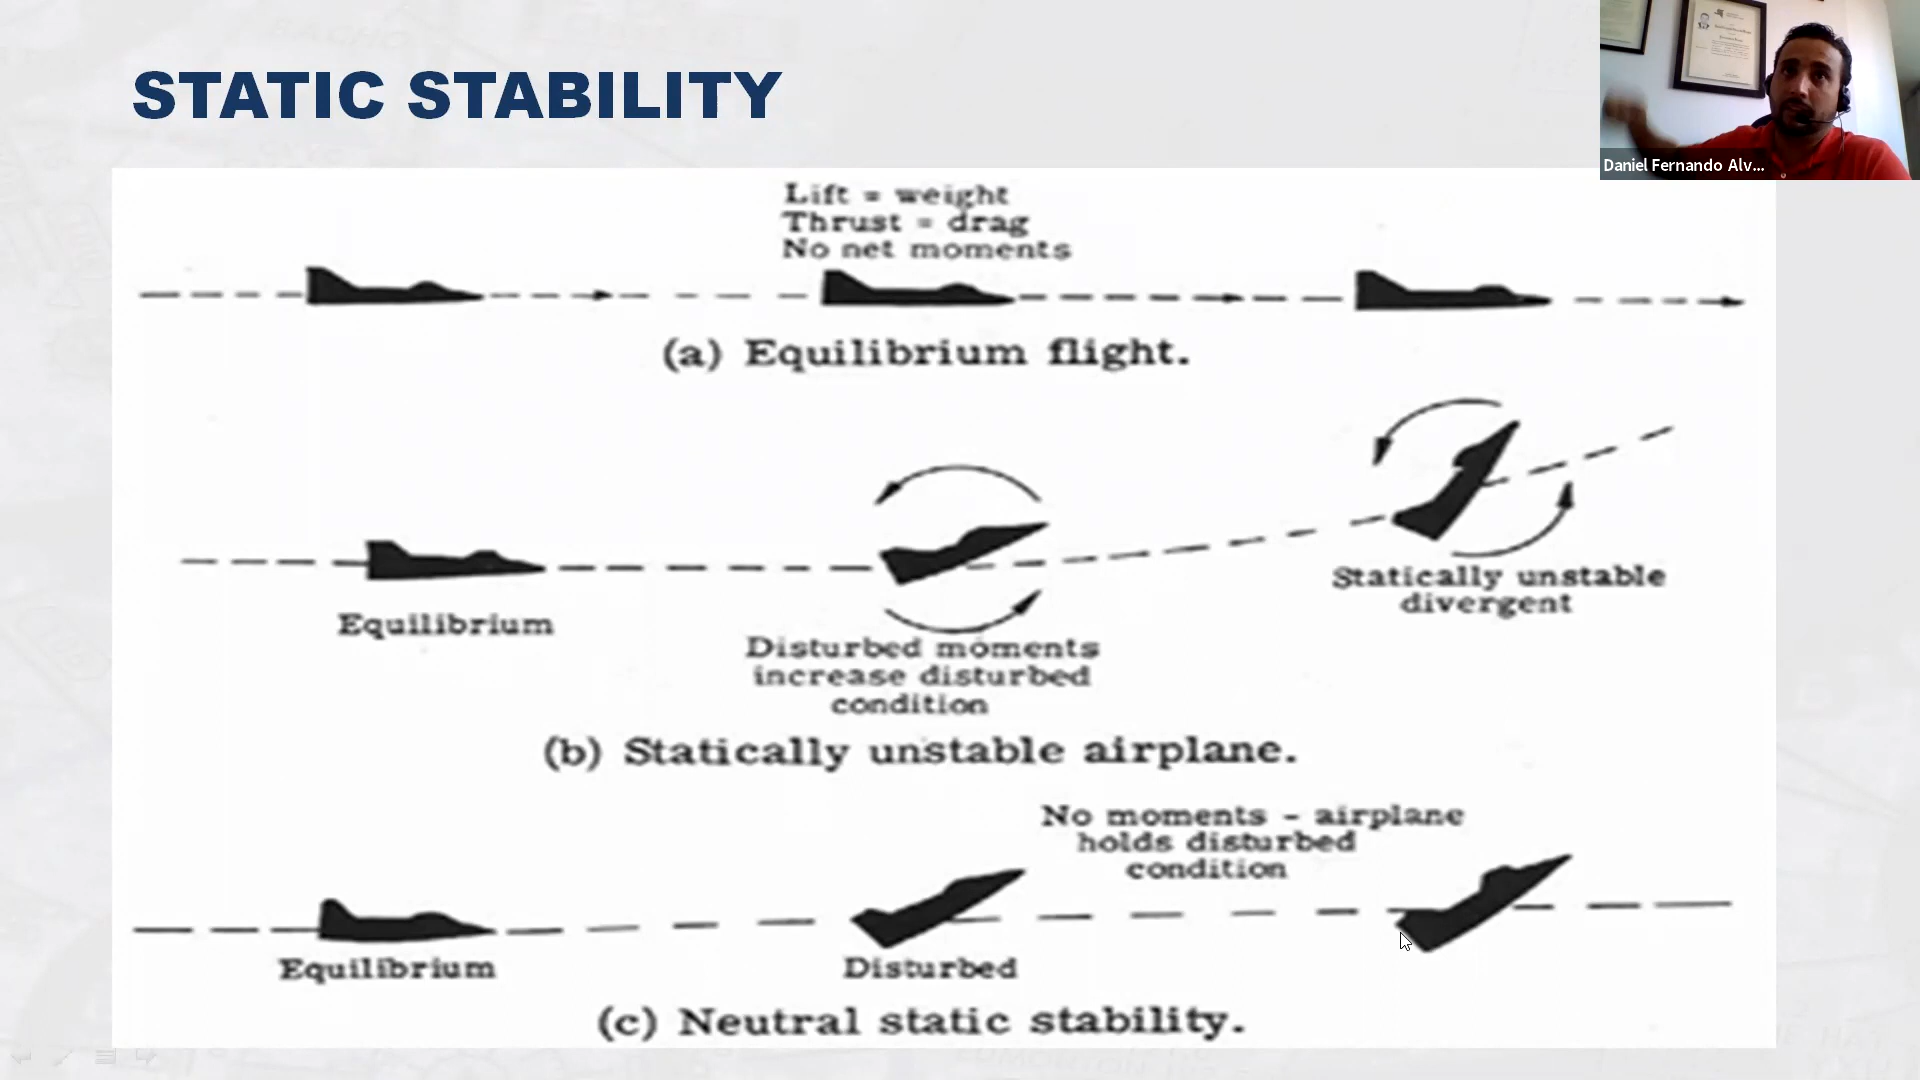 STATIC STABILITY
Daniel Fernando Alv...
Lift = weight
Thrust = drag
No net moments
(a) Equilibrium flight.
Equilibrium
Disturbed moments
increase disturbed
condition
Statically unstable
divergent
(b) Statically unstable airplane.
No moments - airplane
holds disturbed
condition
Equilibrium
Disturbed
(c) Neutral static stability.